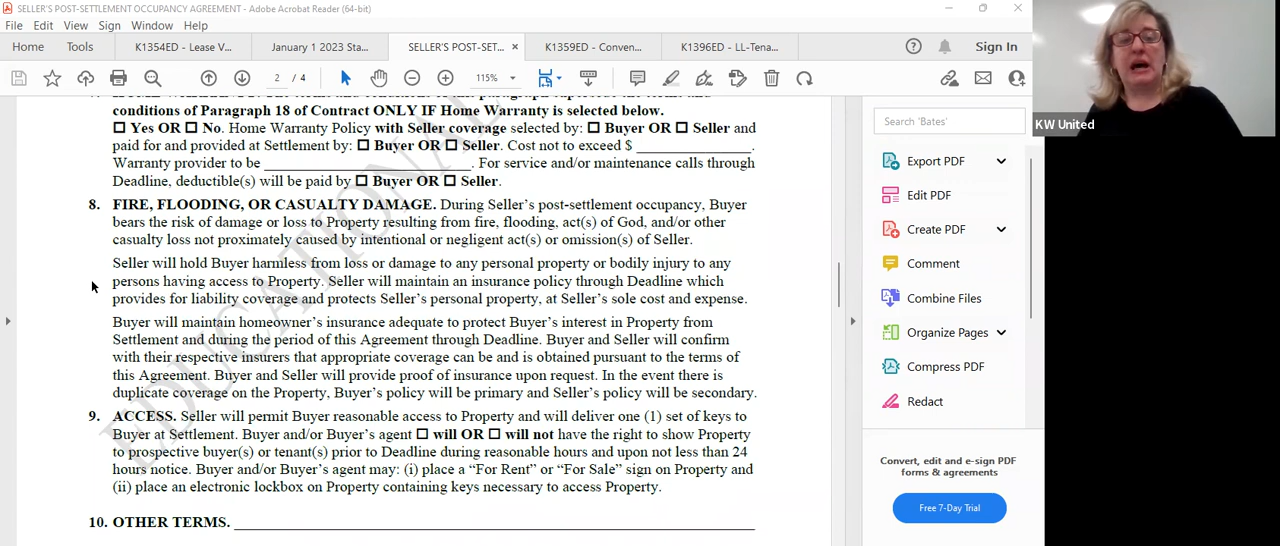 SELLER'S POST-SETTLEMENT OCCUPANCY AGREEMENT - Adobe Acrobat Reader (64-bit)
File Edit View Sign Window Help
Home Tools K1354ED - Lease V... January 1 2023 Sta... SELLER'S POST-SET... × K1359ED - Conven... K1396ED - LL-Tena... Sign In
2 / 4 115%
conditions of Paragraph 18 of Contract ONLY IF Home Warranty is selected below.
☐ Yes OR ☐ No. Home Warranty Policy with Seller coverage selected by: ☐ Buyer OR ☐ Seller and
paid for and provided at Settlement by: ☐ Buyer OR ☐ Seller. Cost not to exceed $ ________________.
Warranty provider to be _____________________________. For service and/or maintenance calls through
Deadline, deductible(s) will be paid by ☐ Buyer OR ☐ Seller.
8. FIRE, FLOODING, OR CASUALTY DAMAGE. During Seller's post-settlement occupancy, Buyer
bears the risk of damage or loss to Property resulting from fire, flooding, act(s) of God, and/or other
casualty loss not proximately caused by intentional or negligent act(s) or omission(s) of Seller.
Seller will hold Buyer harmless from loss or damage to any personal property or bodily injury to any
persons having access to Property. Seller will maintain an insurance policy through Deadline which
provides for liability coverage and protects Seller's personal property, at Seller's sole cost and expense.
Buyer will maintain homeowner's insurance adequate to protect Buyer's interest in Property from
Settlement and during the period of this Agreement through Deadline. Buyer and Seller will confirm
with their respective insurers that appropriate coverage can be and is obtained pursuant to the terms of
this Agreement. Buyer and Seller will provide proof of insurance upon request. In the event there is
duplicate coverage on the Property, Buyer's policy will be primary and Seller's policy will be secondary.
9. ACCESS. Seller will permit Buyer reasonable access to Property and will deliver one (1) set of keys to
Buyer at Settlement. Buyer and/or Buyer's agent ☐ will OR ☐ will not have the right to show Property
to prospective buyer(s) or tenant(s) prior to Deadline during reasonable hours and upon not less than 24
hours notice. Buyer and/or Buyer's agent may: (i) place a "For Rent" or "For Sale" sign on Property and
(ii) place an electronic lockbox on Property containing keys necessary to access Property.
10. OTHER TERMS. ________________________________
EDUCATIONAL
Search 'Bates'
Export PDF
Edit PDF
Create PDF
Comment
Combine Files
Organize Pages
Compress PDF
Redact
Convert, edit and e-sign PDF
forms & agreements
Free 7-Day Trial
KW United